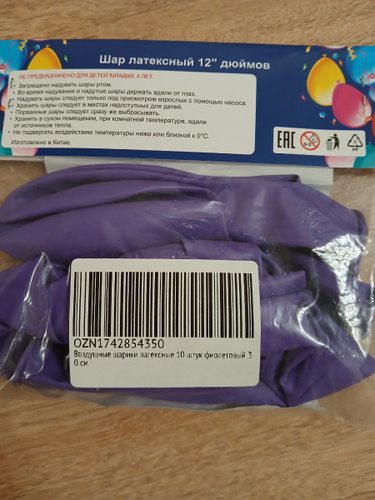 Шар латексный 12" дюймов
НЕ ПРЕДНАЗНАЧЕНО ДЛЯ ДЕТЕЙ МЛАДШЕ 8 ЛЕТ.
Запрещено надувать шары ртом.
Во время надувания и надутые шары держать вдали от глаз.
Надувать шары следует только под присмотром взрослых с помощью насоса.
Хранить шары следует в местах недоступных для детей.
Порванные шары следует сразу же выбрасывать.
Хранить в сухом помещении, при комнатной температуре, вдали
от источников тепла.
Не подвергать воздействию температуры ниже или близкой к 0°С.
Изготовлено в Китае.
EAC
0-3
OZN1742854350
Воздушные шарики латексные 10 штук фиолетовый 3
0 см